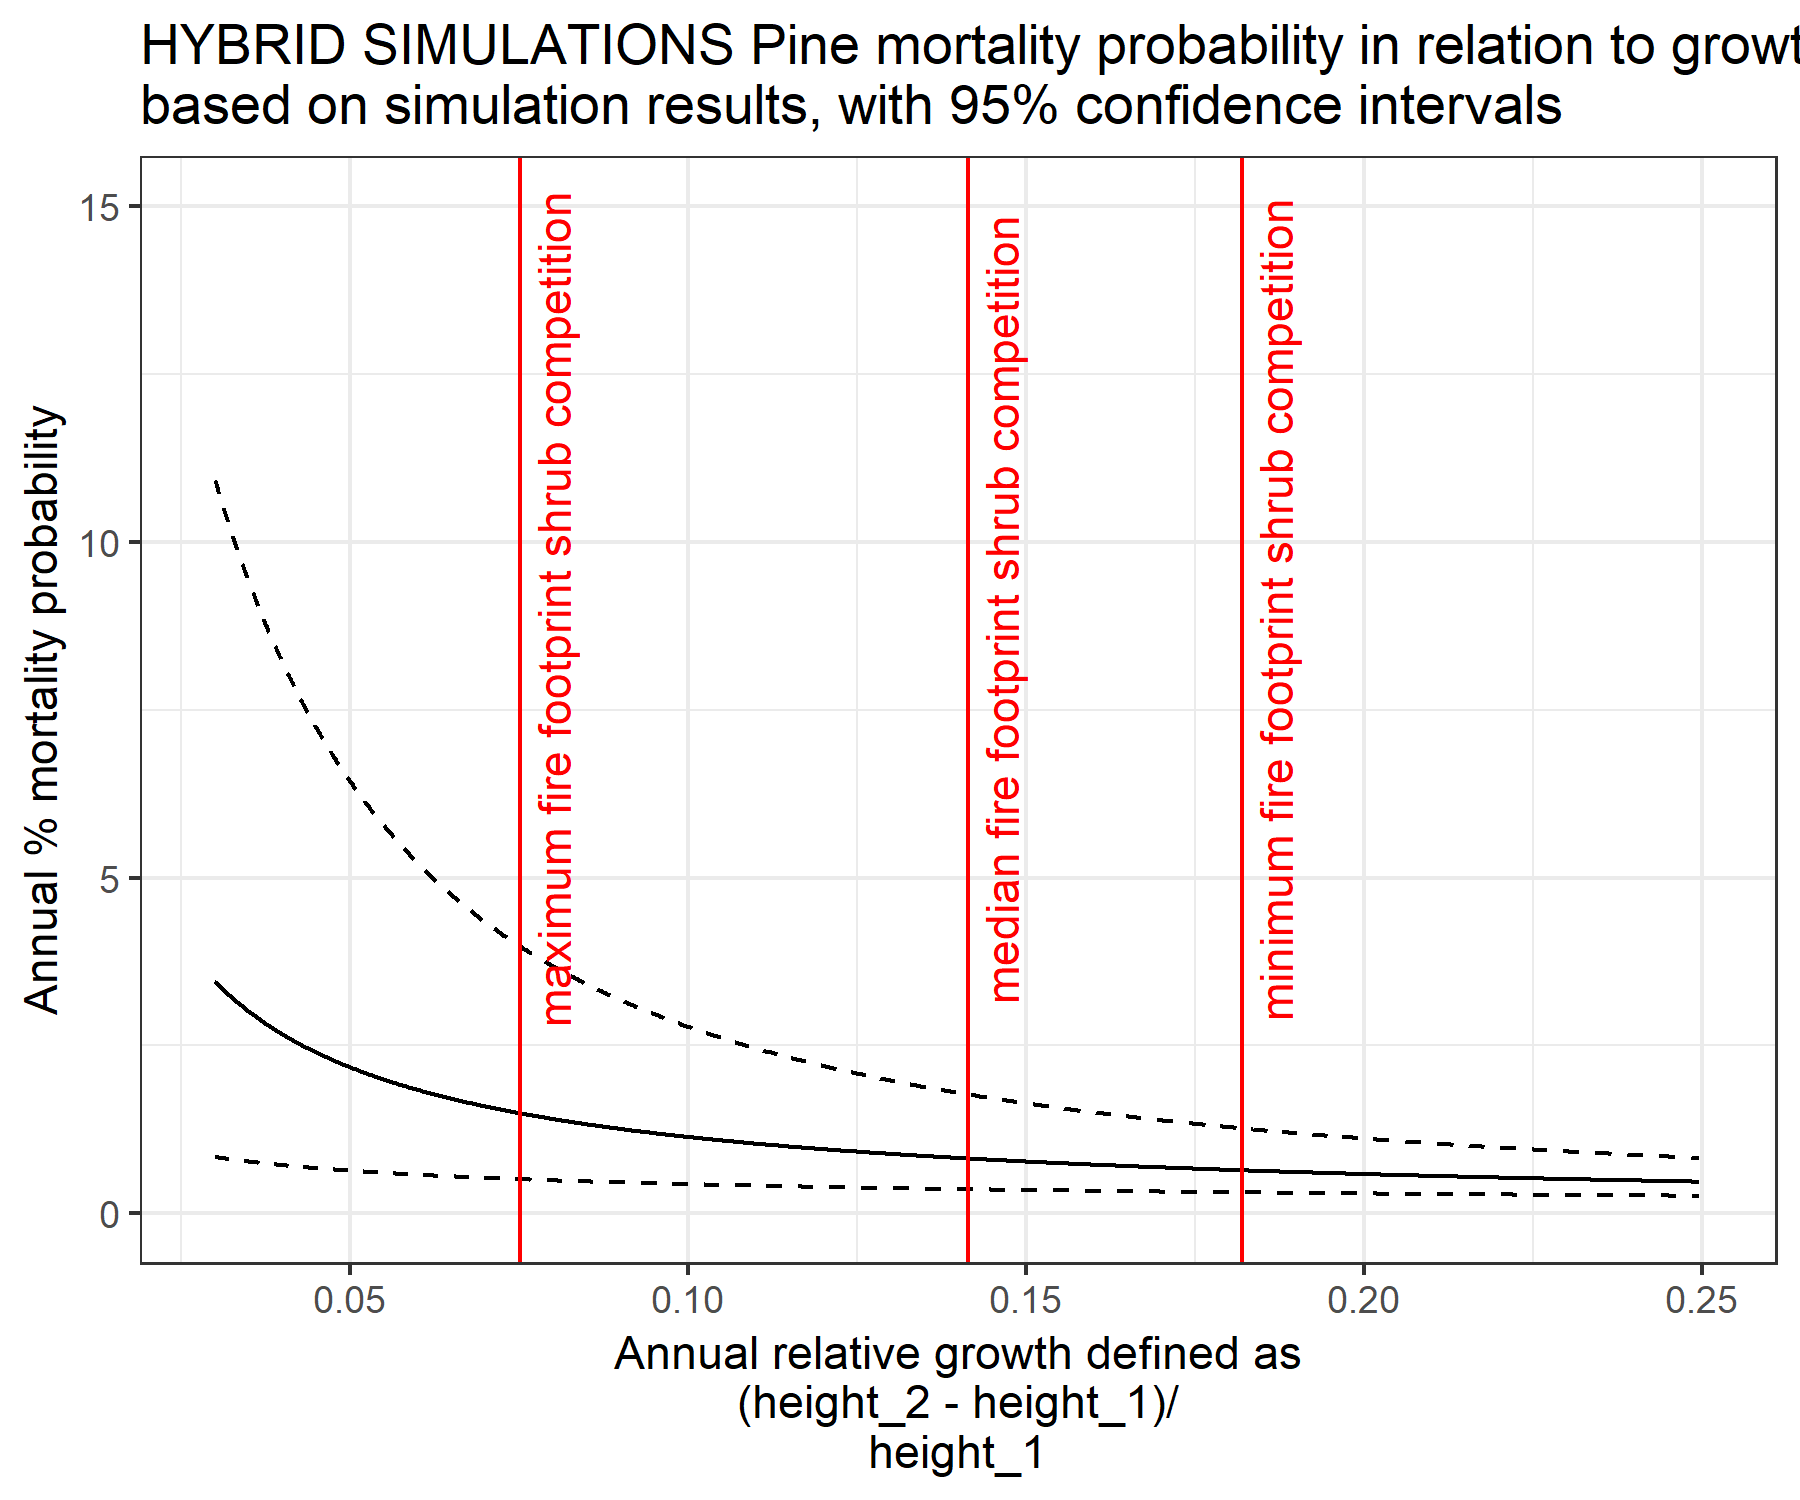 HYBRID SIMULATIONS Pine mortality probability in relation to growt
based on simulation results, with 95% confidence intervals
Annual % mortality probability
15
10
5
0
maximum fire footprint shrub competition
median fire footprint shrub competition
minimum fire footprint shrub competition
0.05
0.10
0.15
0.20
0.25
Annual relative growth defined as
(height_2 - height_1)/
height_1